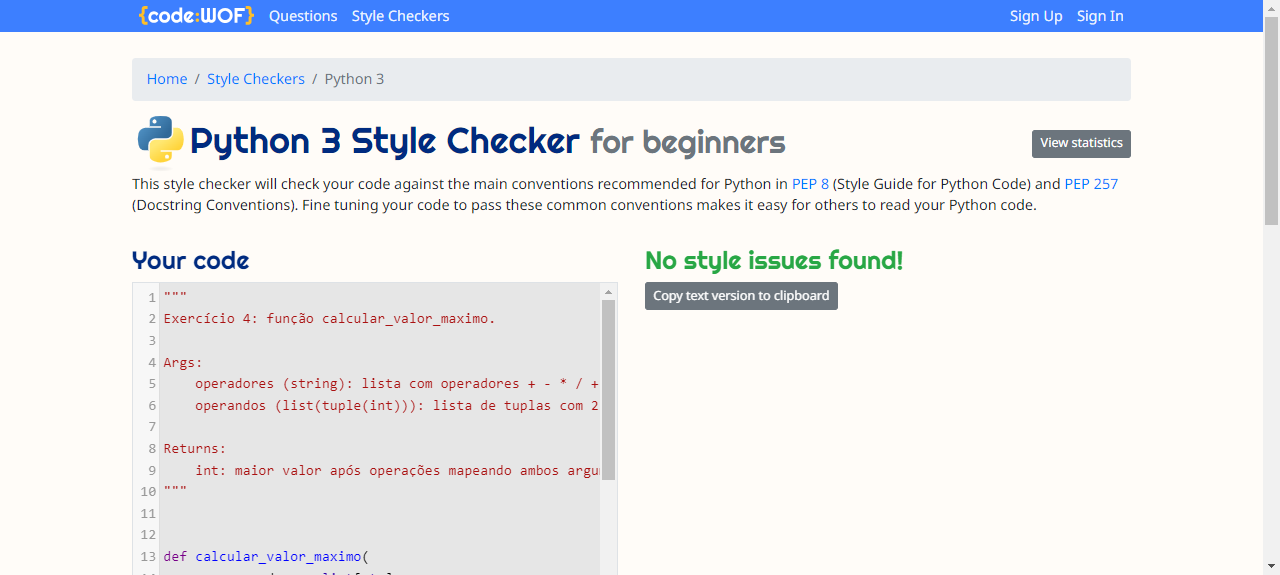 {code:WOF} Questions Style Checkers Sign Up Sign In
Home / Style Checkers / Python 3
Python 3 Style Checker for beginners
View statistics
This style checker will check your code against the main conventions recommended for Python in PEP 8 (Style Guide for Python Code) and PEP 257
(Docstring Conventions). Fine tuning your code to pass these common conventions makes it easy for others to read your Python code.
Your code
1 """
2 Exercício 4: função calcular_valor_maximo.
3
4 Args:
5 operadores (string): lista com operadores + - * / +
6 operandos (list(tuple(int))): lista de tuplas com 2
7
8 Returns:
9 int: maior valor após operações mapeando ambos
10 """
11
12
13 def calcular_valor_maximo(
No style issues found!
Copy text version to clipboard